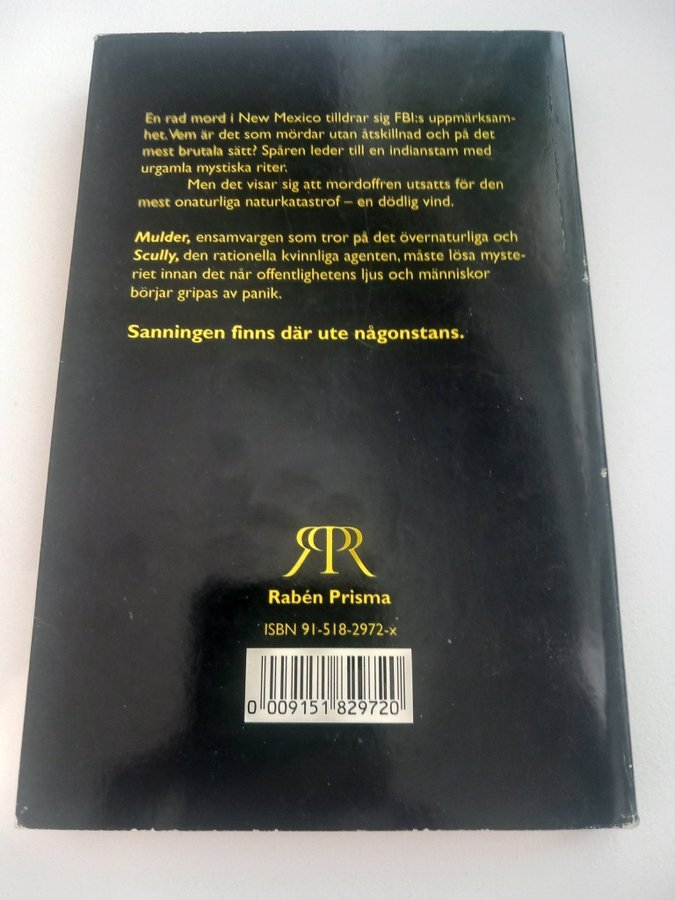 En rad mord i New Mexico tilldrar sig FBI:s uppmärksam-
het. Vem är det som mördar utan åtskillnad och på det
mest brutala sätt? Spåren leder till en indianstam med
urgamla mystiska riter.
Men det visar sig att mordoffren utsatts för den
mest onaturliga naturkatastrof – en dödlig vind.
Mulder, ensamvargen som tror på det övernaturliga och
Scully, den rationella kvinnliga agenten, måste lösa myste-
riet innan det når offentlighetens ljus och människor
börjar gripas av panik.
Sanningen finns där ute någonstans.
RPR
Rabén Prisma
ISBN 91-518-2972-x
0 009151 829720